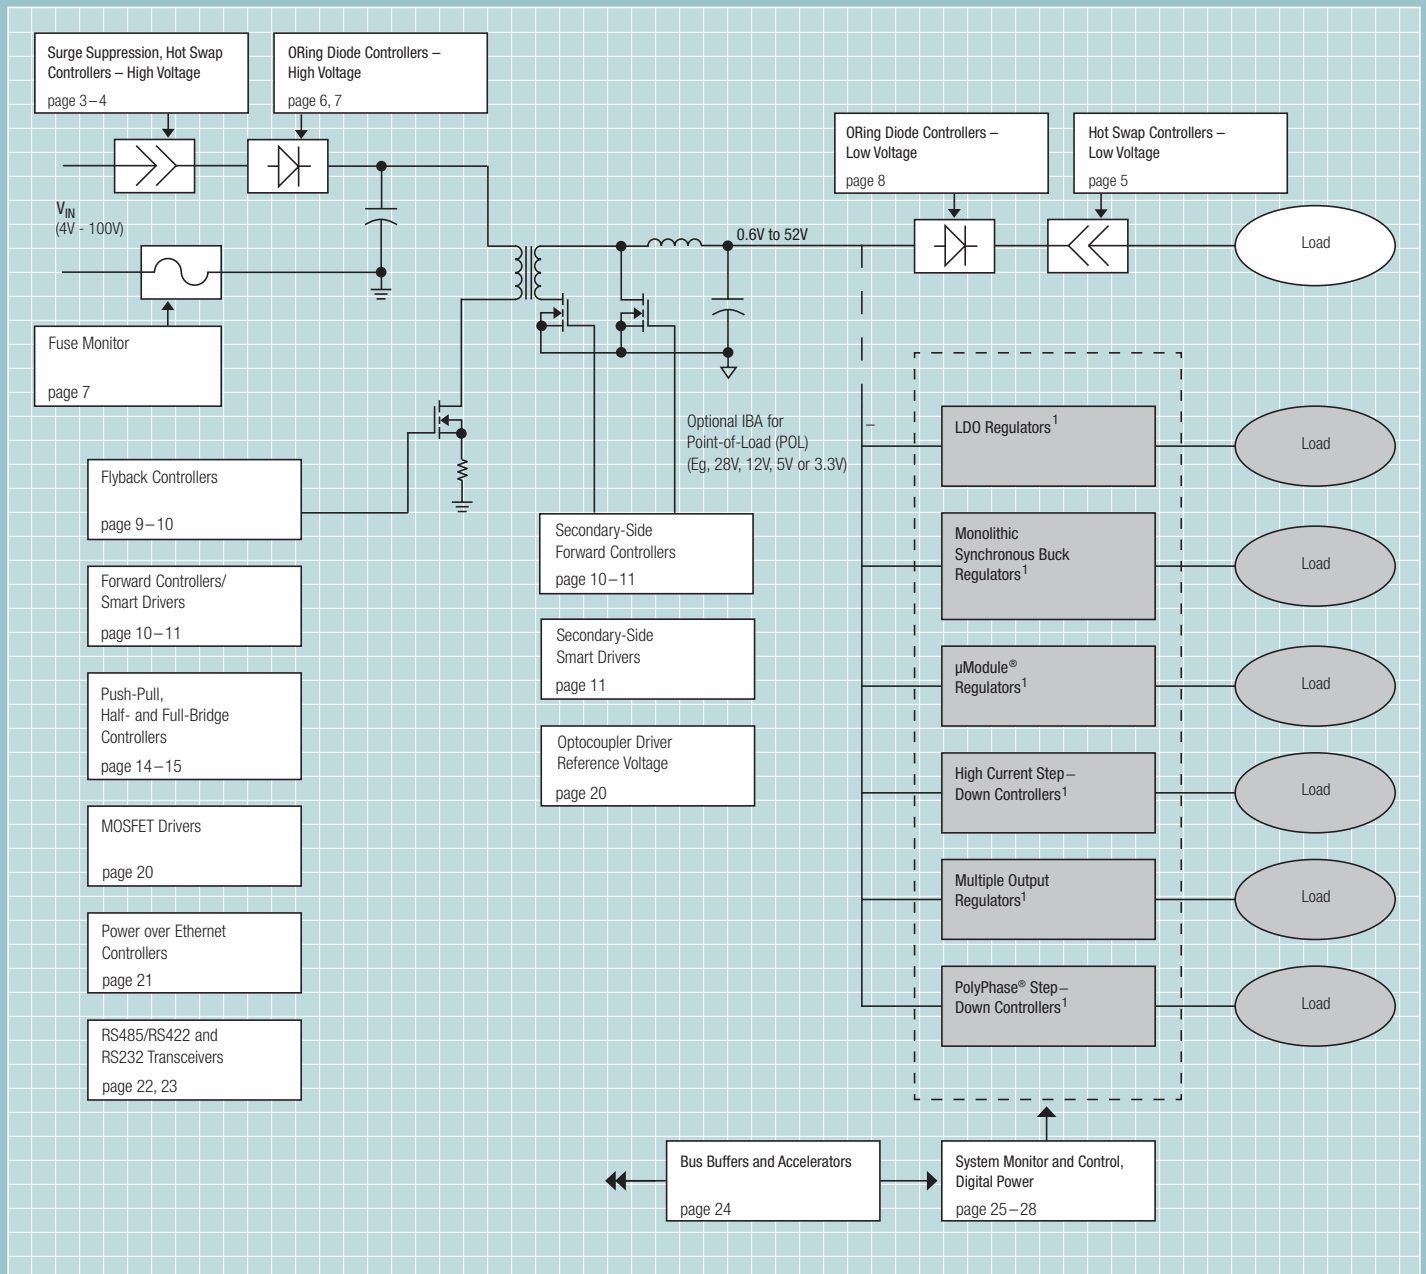 Surge Suppression, Hot Swap
Controllers – High Voltage
page 3–4
ORing Diode Controllers –
High Voltage
page 6, 7
ORing Diode Controllers –
Low Voltage
page 8
Hot Swap Controllers –
Low Voltage
page 5
VIN
(4V - 100V)
0.6V to 52V
Load
Fuse Monitor
page 7
Optional IBA for
Point-of-Load (POL)
(Eg, 28V, 12V, 5V or 3.3V)
–
LDO Regulators1
Load
Flyback Controllers
page 9–10
Secondary-Side
Forward Controllers
page 10–11
Monolithic
Synchronous Buck
Regulators1
Load
Forward Controllers/
Smart Drivers
page 10–11
Secondary-Side
Smart Drivers
page 11
µModule®
Regulators1
Load
Push-Pull,
Half- and Full-Bridge
Controllers
page 14–15
Optocoupler Driver
Reference Voltage
page 20
High Current Step–
Down Controllers1
Load
MOSFET Drivers
page 20
Multiple Output
Regulators1
Load
Power over Ethernet
Controllers
page 21
PolyPhase® Step–
Down Controllers1
Load
RS485/RS422 and
RS232 Transceivers
page 22, 23
Bus Buffers and Accelerators
page 24
System Monitor and Control,
Digital Power
page 25–28